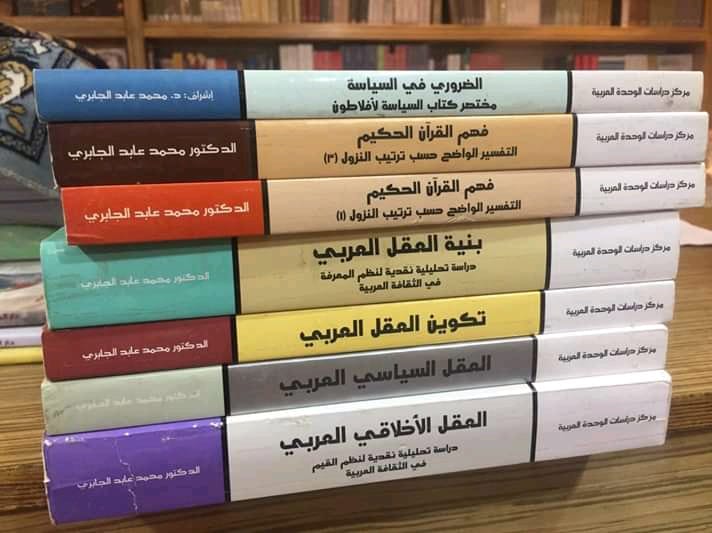 مركز دراسات الوحدة العربية
الضروري في السياسة
مختصر كتاب السياسة لأفلاطون
إشراف: د. محمد عابد الجابري
مركز دراسات الوحدة العربية
فهم القرآن الحكيم
التفسير الواضح حسب ترتيب النزول (٣)
الدكتور محمد عابد الجابري
مركز دراسات الوحدة العربية
فهم القرآن الحكيم
التفسير الواضح حسب ترتيب النزول (١)
الدكتور محمد عابد الجابري
مركز دراسات الوحدة العربية
بنية العقل العربي
دراسة تحليلية نقدية لنظم المعرفة
في الثقافة العربية
الدكتور محمد عابد الجابري
مركز دراسات الوحدة العربية
تكوين العقل العربي
الدكتور محمد عابد الجابري
مركز دراسات الوحدة العربية
العقل السياسي العربي
الدكتور محمد عابد الجابري
مركز دراسات الوحدة العربية
العقل الأخلاقي العربي
دراسة تحليلية نقدية لنظم القيم
في الثقافة العربية
الدكتور محمد عابد الجابري